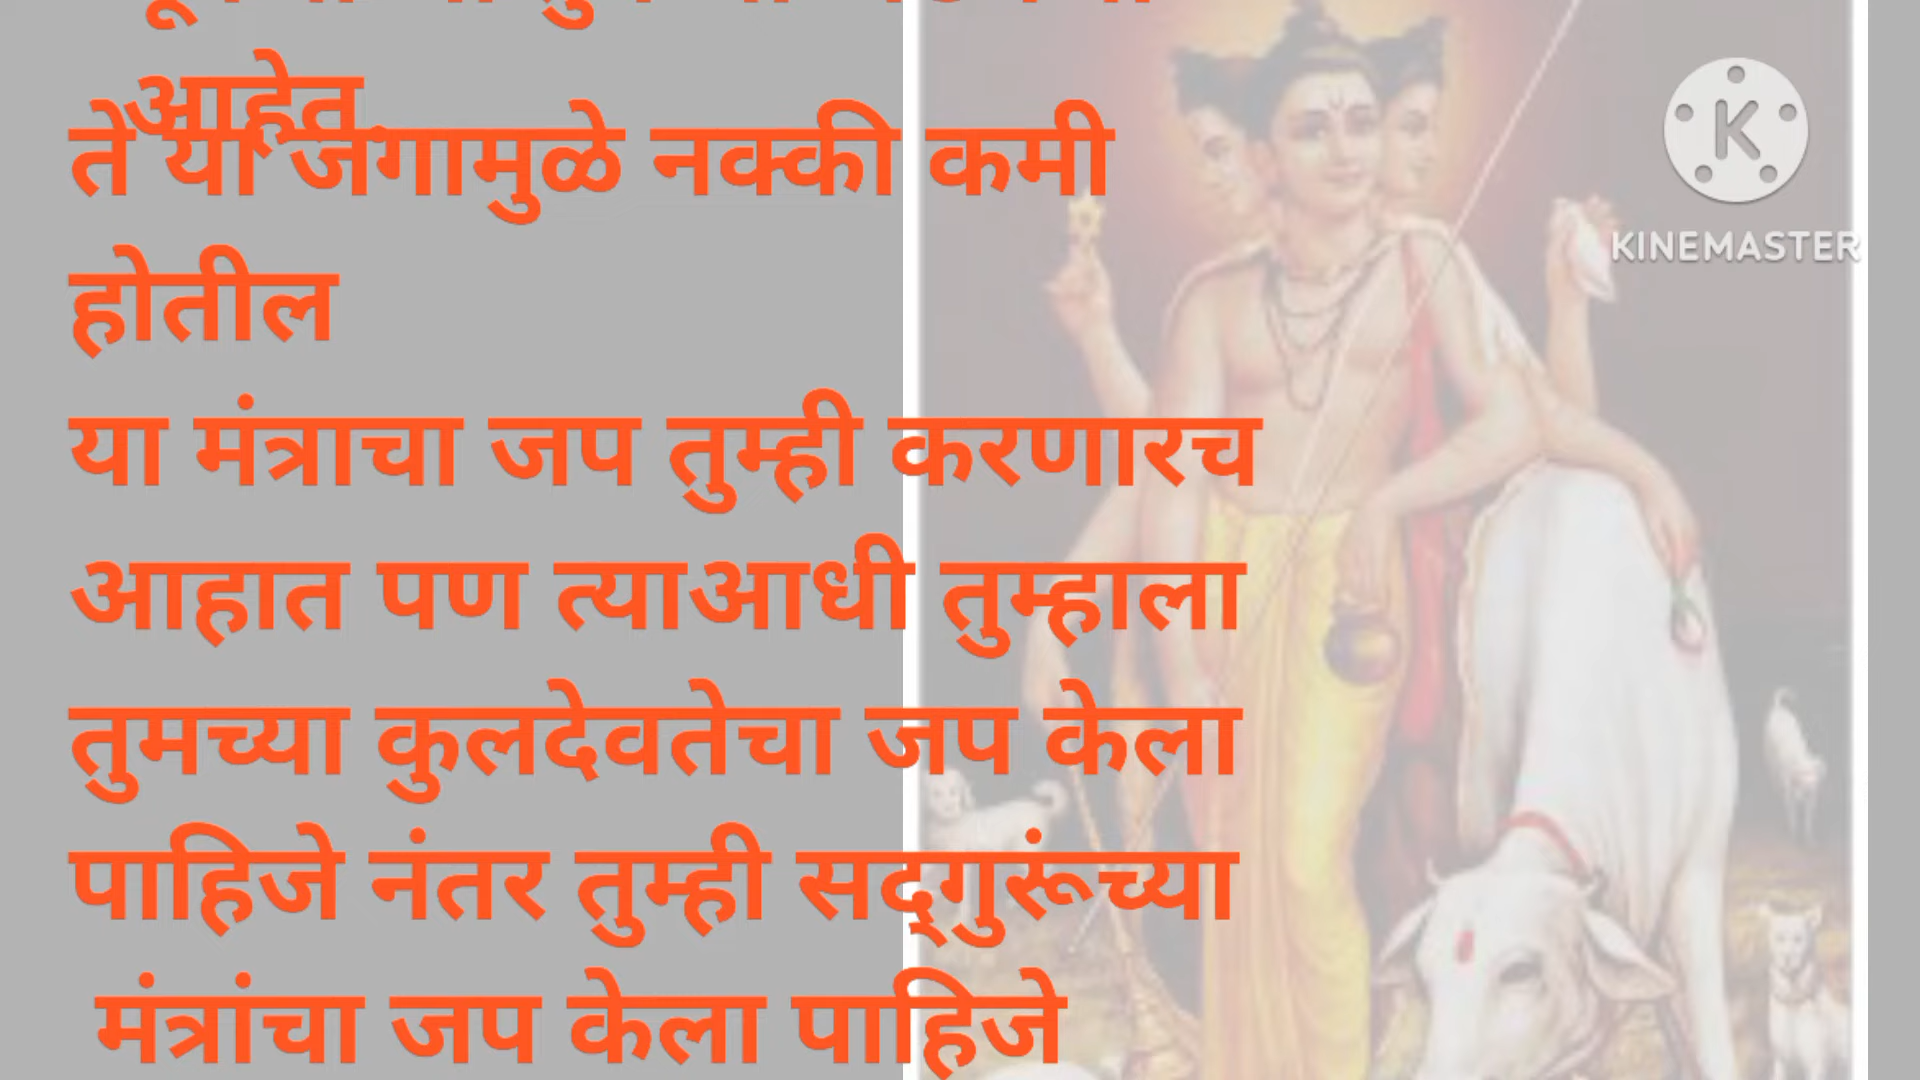 आहेत.
ते या जगामुळे नक्की कमी
होतील
या मंत्राचा जप तुम्ही करणारच
आहात पण त्याआधी तुम्हाला
तुमच्या कुलदेवतेचा जप केला
पाहिजे नंतर तुम्ही सद्‌गुरूंच्या
मंत्रांचा जप केला पाहिजे
KINEMASTER